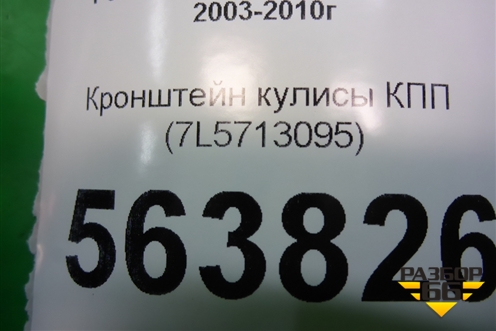 2003-2010г
Кронштейн кулисы КПП
(7L5713095)
563826
РАЗБОР
66